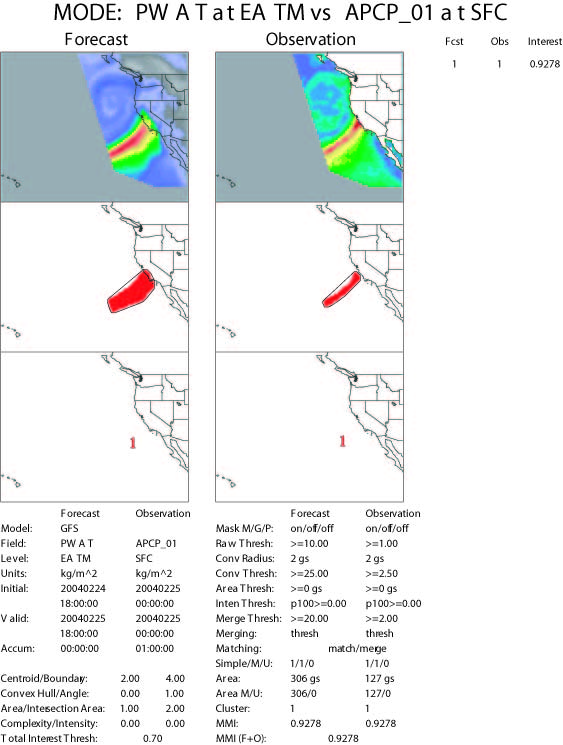 MODE: PW A T at EA TM vs APCP_01 a t SFC
Forecast Observation
Fcst Obs Interest
1 1 0.9278
1 1
Forecast Observation
Model: GFS
Field: PW A T APCP_01
Level: EA TM SFC
Units: kg/m^2 kg/m^2
Initial: 20040224 20040225
18:00:00 00:00:00
V alid: 20040225 20040225
18:00:00 00:00:00
Accum: 00:00:00 01:00:00
Centroid/Boundary: 2.00 4.00
Convex Hull/Angle: 0.00 1.00
Area/Intersection Area: 1.00 2.00
Complexity/Intensity: 0.00 0.00
Total Interest Thresh: 0.70
Forecast Observation
Mask M/G/P: on/off/off on/off/off
Raw Thresh: >=10.00 >=1.00
Conv Radius: 2 gs 2 gs
Conv Thresh: >=25.00 >=2.50
Area Thresh: >=0 gs >=0 gs
Inten Thresh: p100>=0.00 p100>=0.00
Merge Thresh: >=20.00 >=2.00
Merging: thresh thresh
Matching: match/merge
Simple/M/U: 1/1/0 1/1/0
Area: 306 gs 127 gs
Area M/U: 306/0 127/0
Cluster: 1 1
MMI: 0.9278 0.9278
MMI (F+O): 0.9278